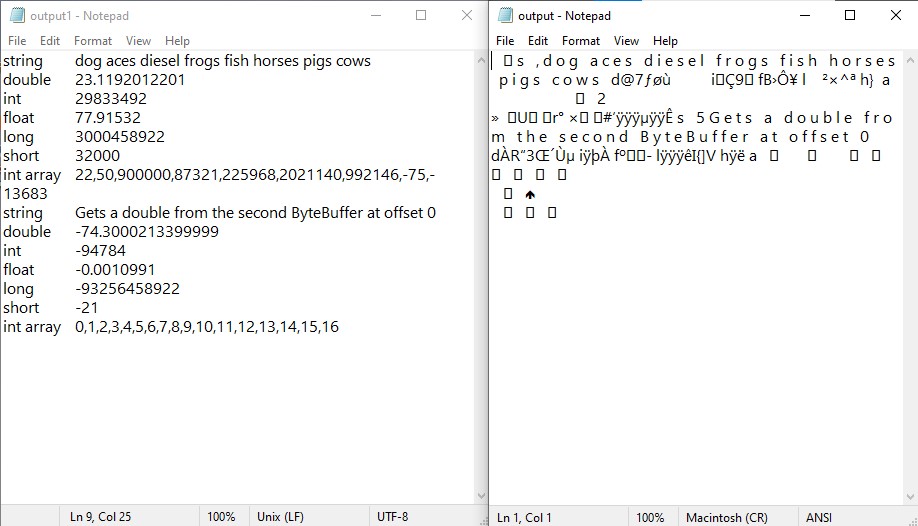 output1 - Notepad
File Edit Format View Help
string dog aces diesel frogs fish horses pigs cows
double 23.1192012201
int 29833492
float 77.91532
long 3000458922
short 32000
int array 22,50,900000,87321,225968,2021140,992146,-75,-
13683
string Gets a double from the second ByteBuffer at offset 0
double -74.3000213399999
int -94784
float -0.0010991
long -93256458922
short -21
int array 0,1,2,3,4,5,6,7,8,9,10,11,12,13,14,15,16
Ln 9, Col 25 100% Unix (LF) UTF-8
output - Notepad
File Edit Format View Help
s ,dog aces diesel frogs fish horses
pigs cows d@7ƒøù i Ç9 fB›Ô¥ l ²×^ª h} a
2
» U r° × #’ÿÿÿµÿÿÊs 5Gets a double fro
m the second ByteBuffer at offset 0
dÀR“3Œ´Ùµ iÿþÀ fº - lÿÿÿêI{]V hÿë a
Ln 1, Col 1 100% Macintosh (CR) ANSI